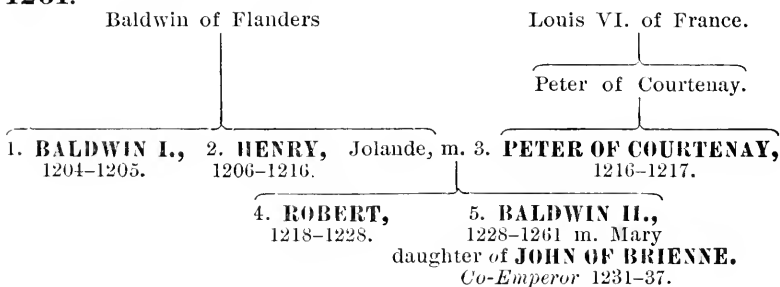 1261.
Baldwin of Flanders Louis VI. of France.
Peter of Courtenay.
1. BALDWIN I., 2. HENRY, Jolande, m. 3. PETER OF COURTENAY,
1204–1205. 1206–1216. 1216–1217.
4. ROBERT, 5. BALDWIN II.,
1218–1228. 1228–1261 m. Mary
daughter of JOHN OF BRIENNE.
Co-Emperor 1231–37.